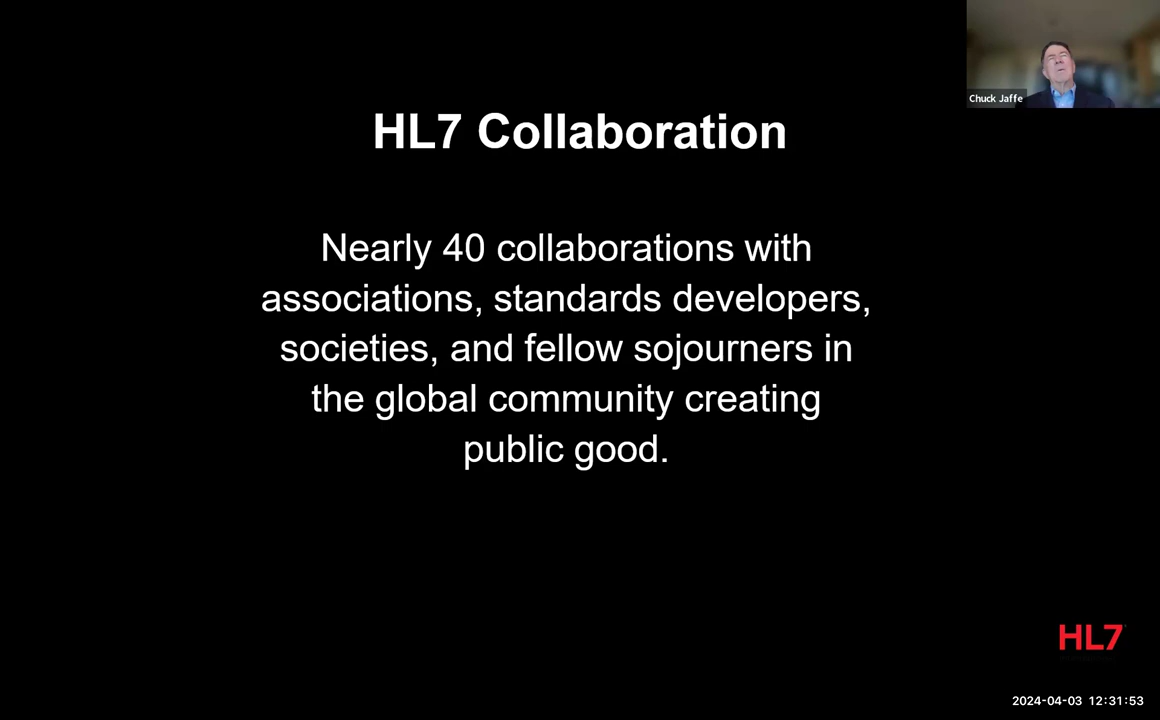 Chuck Jaffe
HL7 Collaboration
Nearly 40 collaborations with
associations, standards developers,
societies, and fellow sojourners in
the global community creating
public good.
HL7
2024-04-03 12:31:53